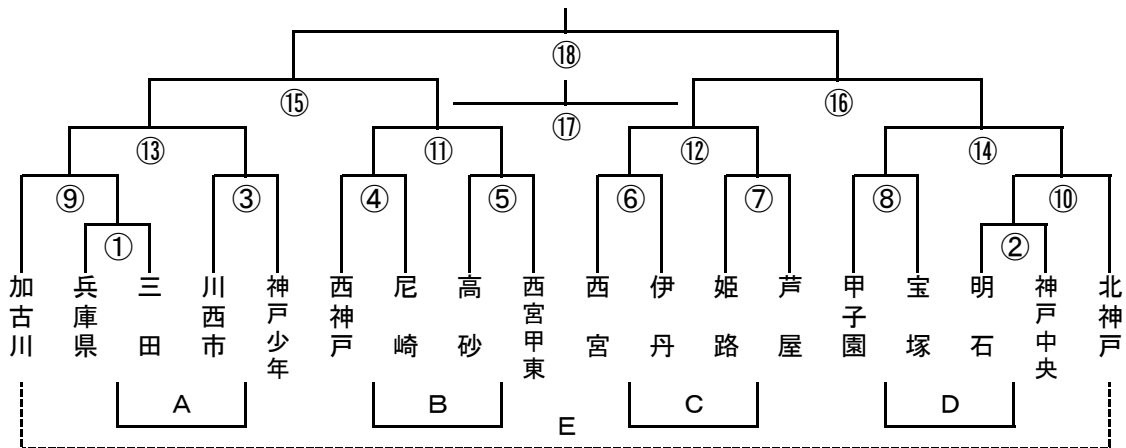 ⑱
⑮
⑯
⑰
⑬
⑪
⑫
⑭
⑨
③
④
⑤
⑥
⑦
⑧
⑩
①
②
加古川
兵庫県
三田
川西市
神戸少年
西神戸
尼崎
高砂
西宮甲東
西宮
伊丹
姫路
芦屋
甲子園
宝塚
明石
神戸中央
北神戸
A
B
C
D
E